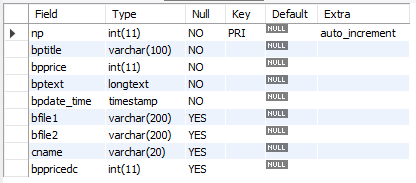 Field Type Null Key Default Extra
np int(11) NO PRI NULL auto_increment
bptitle varchar(100) NO NULL
bpprice int(11) NO NULL
bptext longtext NO NULL
bpdate_time timestamp NO NULL
bfile1 varchar(200) YES NULL
bfile2 varchar(200) YES NULL
cname varchar(20) YES NULL
bppricedc int(11) YES NULL